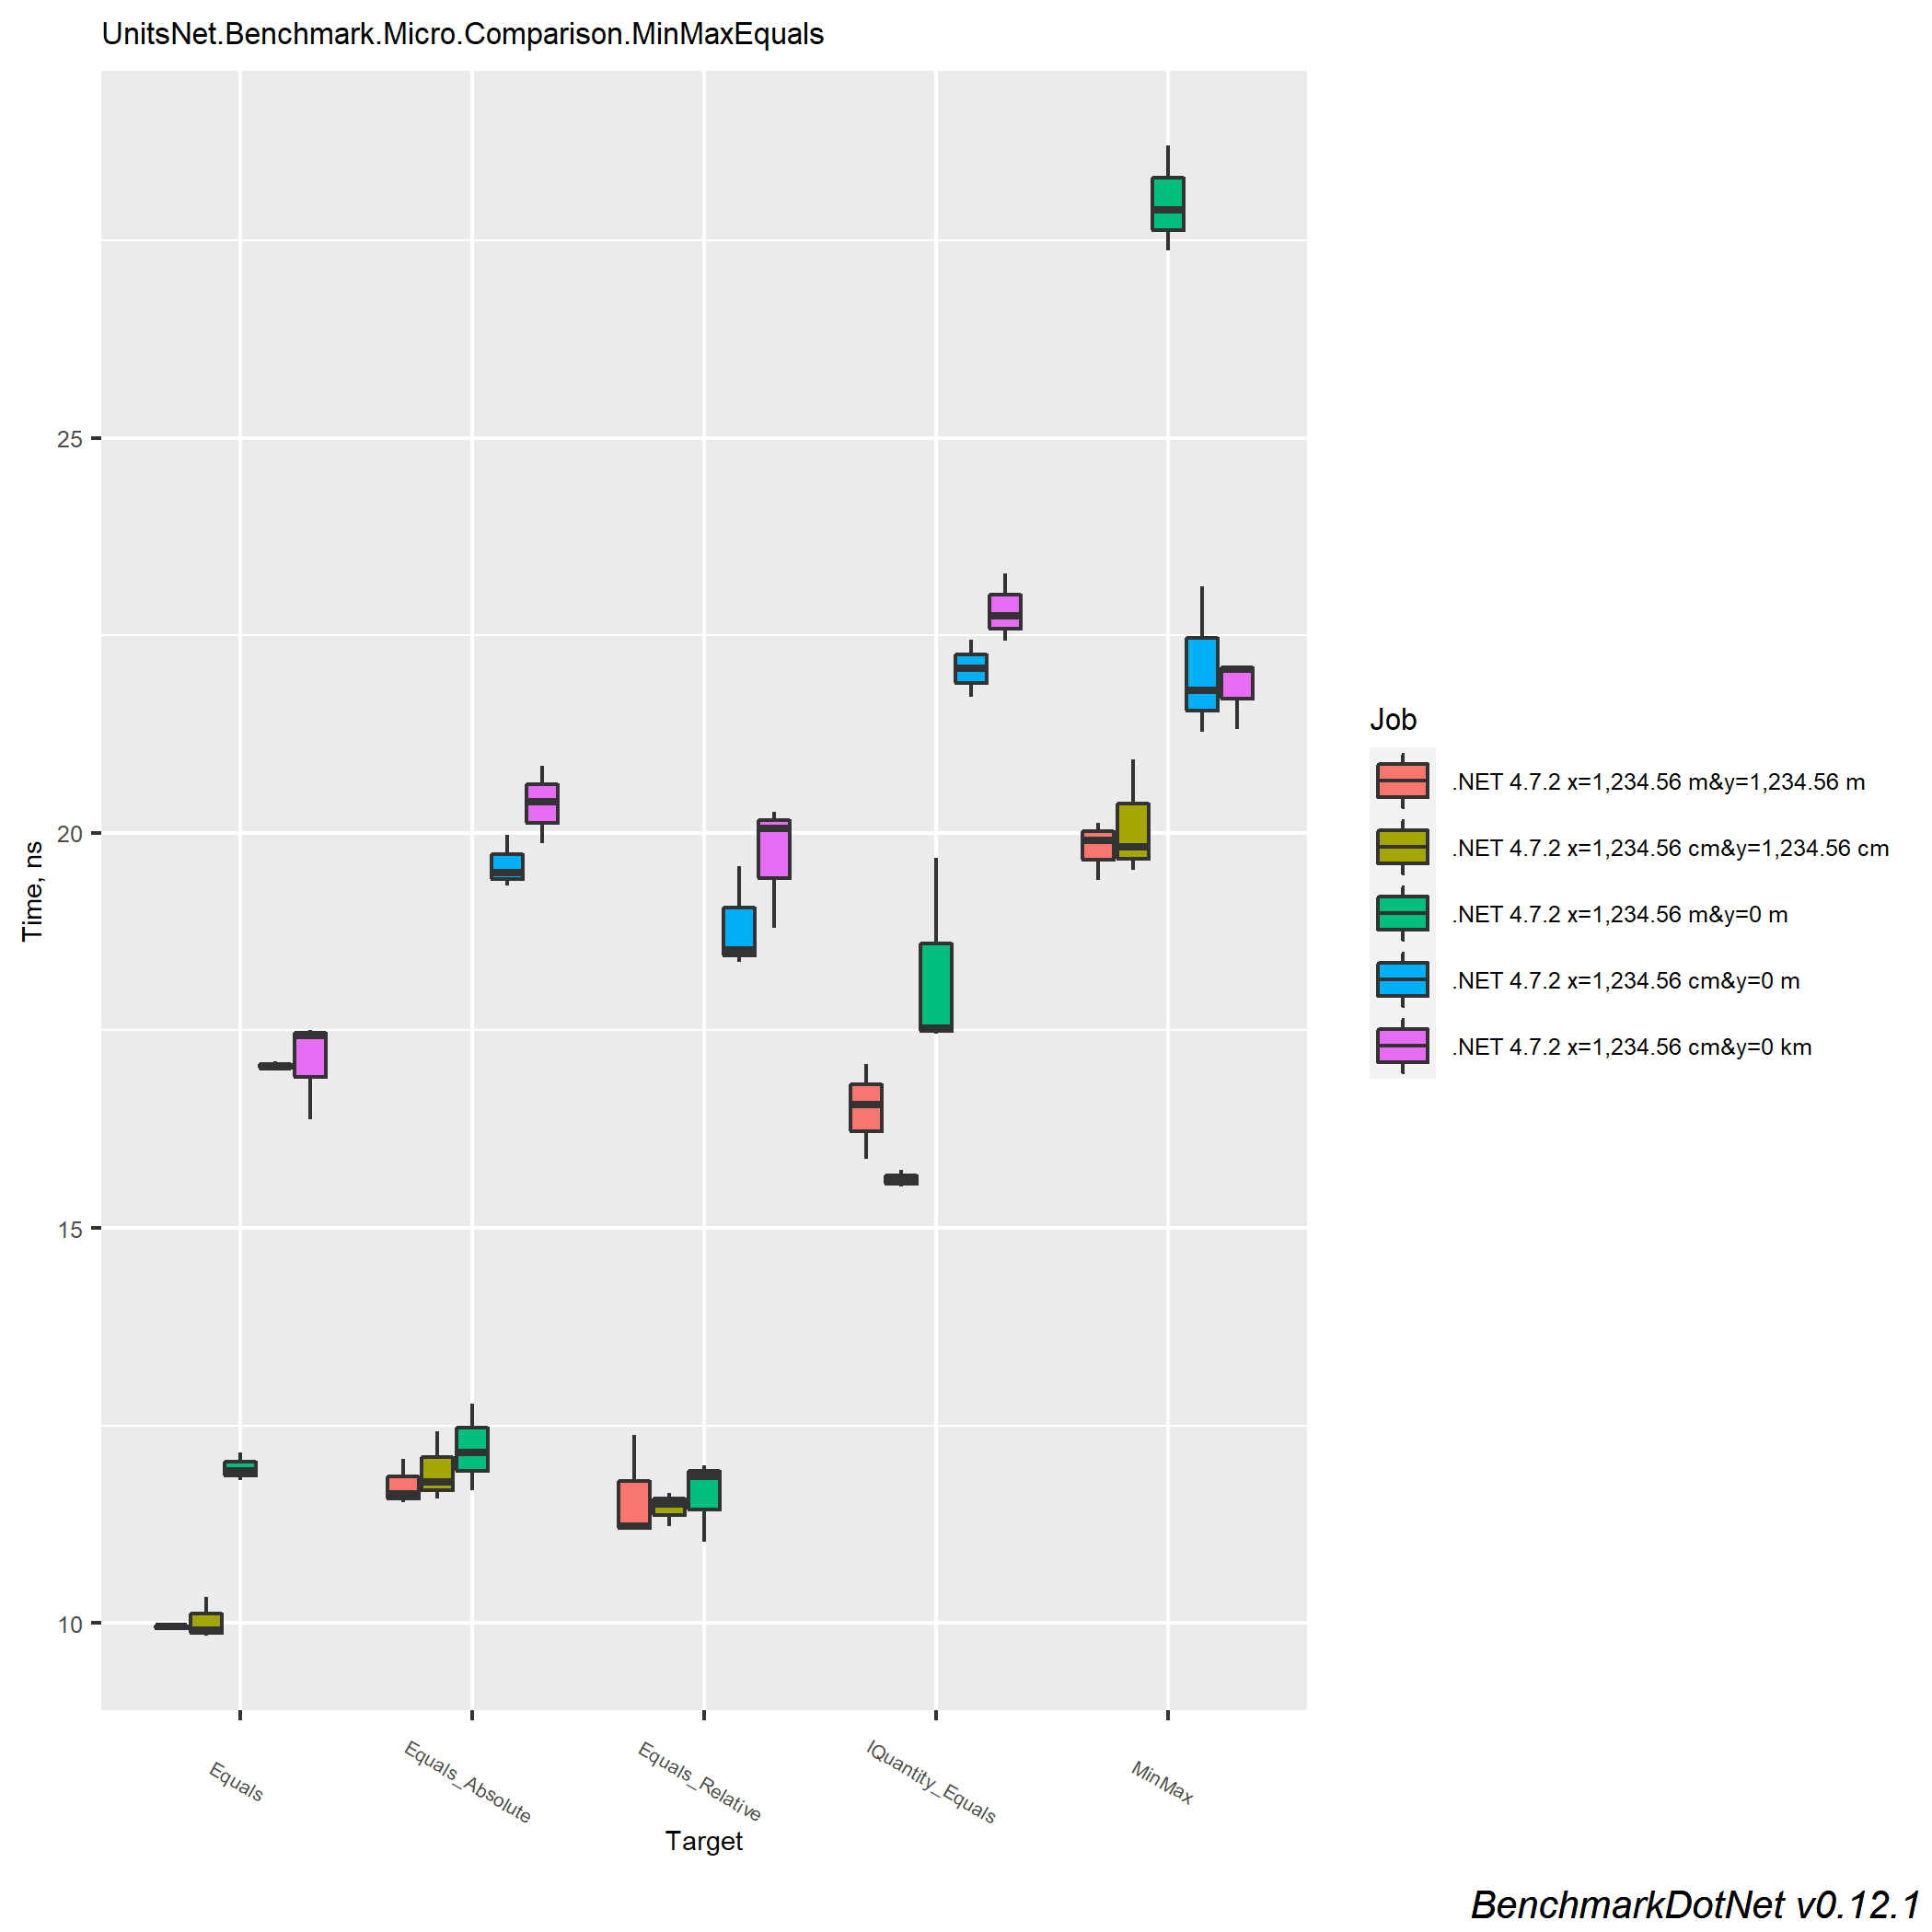 UnitsNet.Benchmark.Micro.Comparison.MinMaxEquals
25
20
15
10
Time, ns
Equals
Equals_Absolute
Equals_Relative
IQuantity_Equals
MinMax
Target
Job
.NET 4.7.2 x=1,234.56 m&y=1,234.56 m
.NET 4.7.2 x=1,234.56 cm&y=1,234.56 cm
.NET 4.7.2 x=1,234.56 m&y=0 m
.NET 4.7.2 x=1,234.56 cm&y=0 m
.NET 4.7.2 x=1,234.56 cm&y=0 km
BenchmarkDotNet v0.12.1